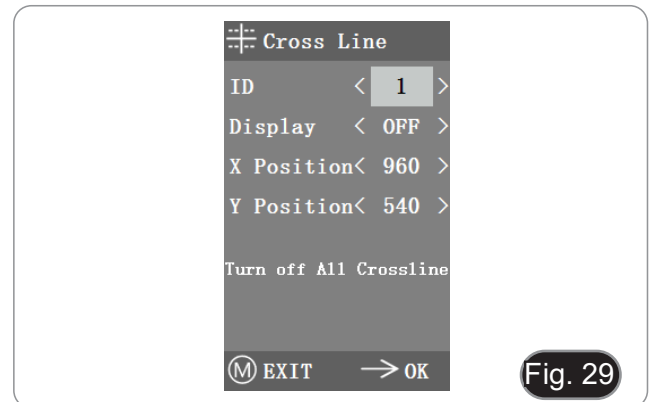 Cross Line
ID < 1 >
Display < OFF >
X Position< 960 >
Y Position< 540 >
Turn off All Crossline
M EXIT → OK
Fig. 29